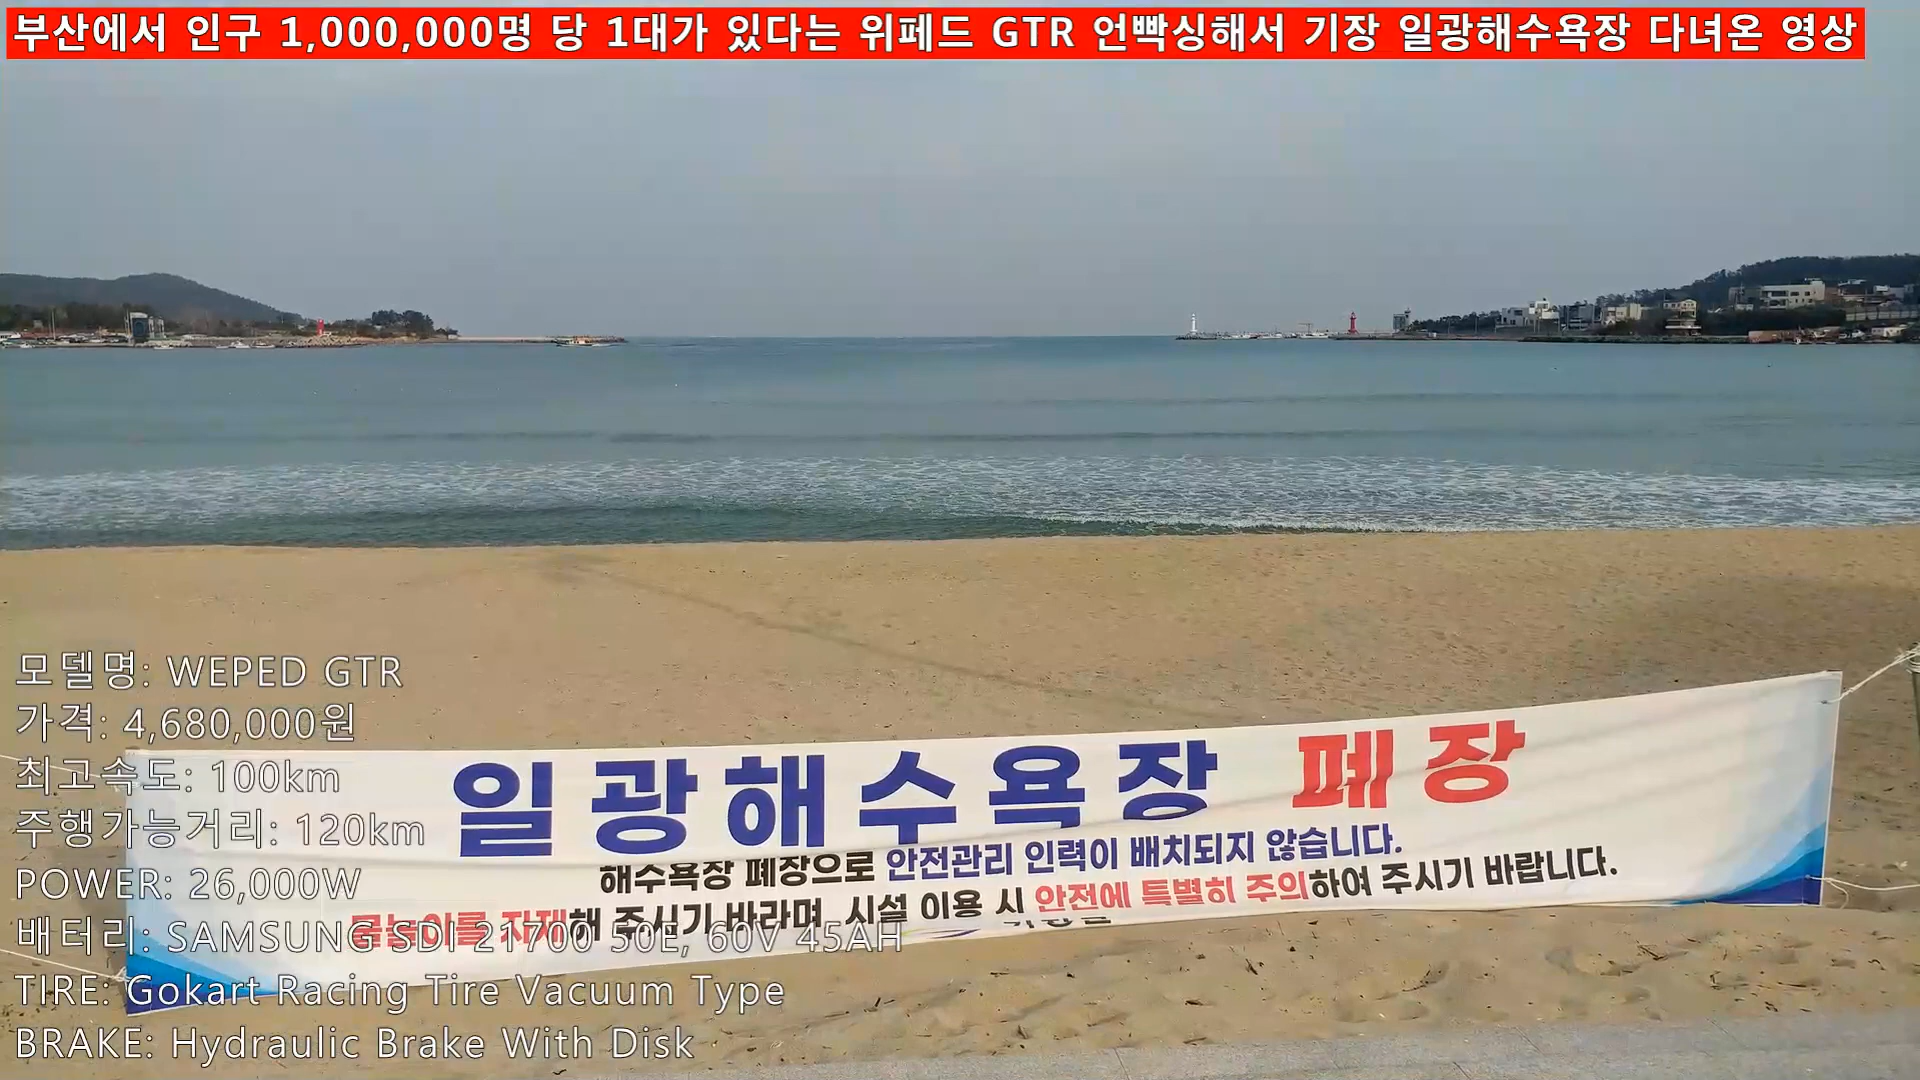 부산에서 인구 1,000,000명 당 1대가 있다는 위페드 GTR 언빡싱해서 기장 일광해수욕장 다녀온 영상
일광해수욕장 폐장
해수욕장 폐장으로 안전관리 인력이 배치되지 않습니다.
물놀이를 자제해 주시기 바라며, 시설 이용 시 안전에 특별히 주의하여 주시기 바랍니다.
모델명: WEPED GTR
가격: 4,680,000원
최고속도: 100km
주행가능거리: 120km
POWER: 26,000W
배터리: SAMSUNG SDI 21700 50E, 60V 45AH
TIRE: Gokart Racing Tire Vacuum Type
BRAKE: Hydraulic Brake With Disk